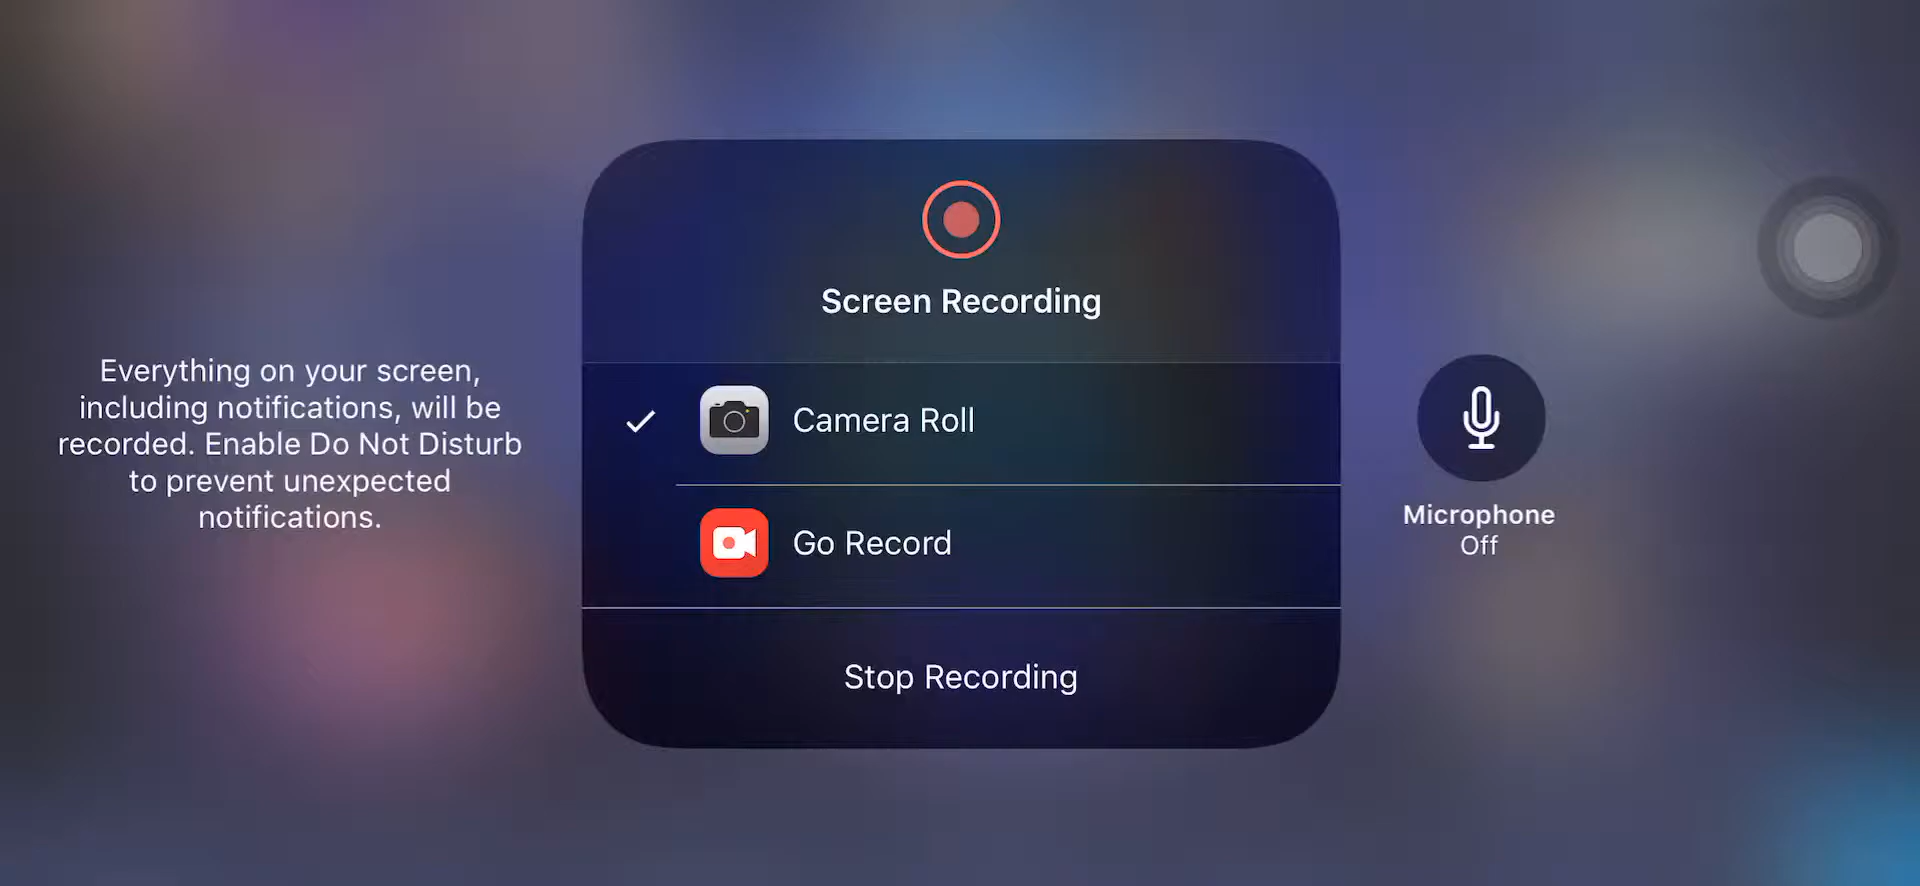 Screen Recording
Everything on your screen,
including notifications, will be
recorded. Enable Do Not Disturb
to prevent unexpected
notifications.
Camera Roll
Go Record
Stop Recording
Microphone
Off